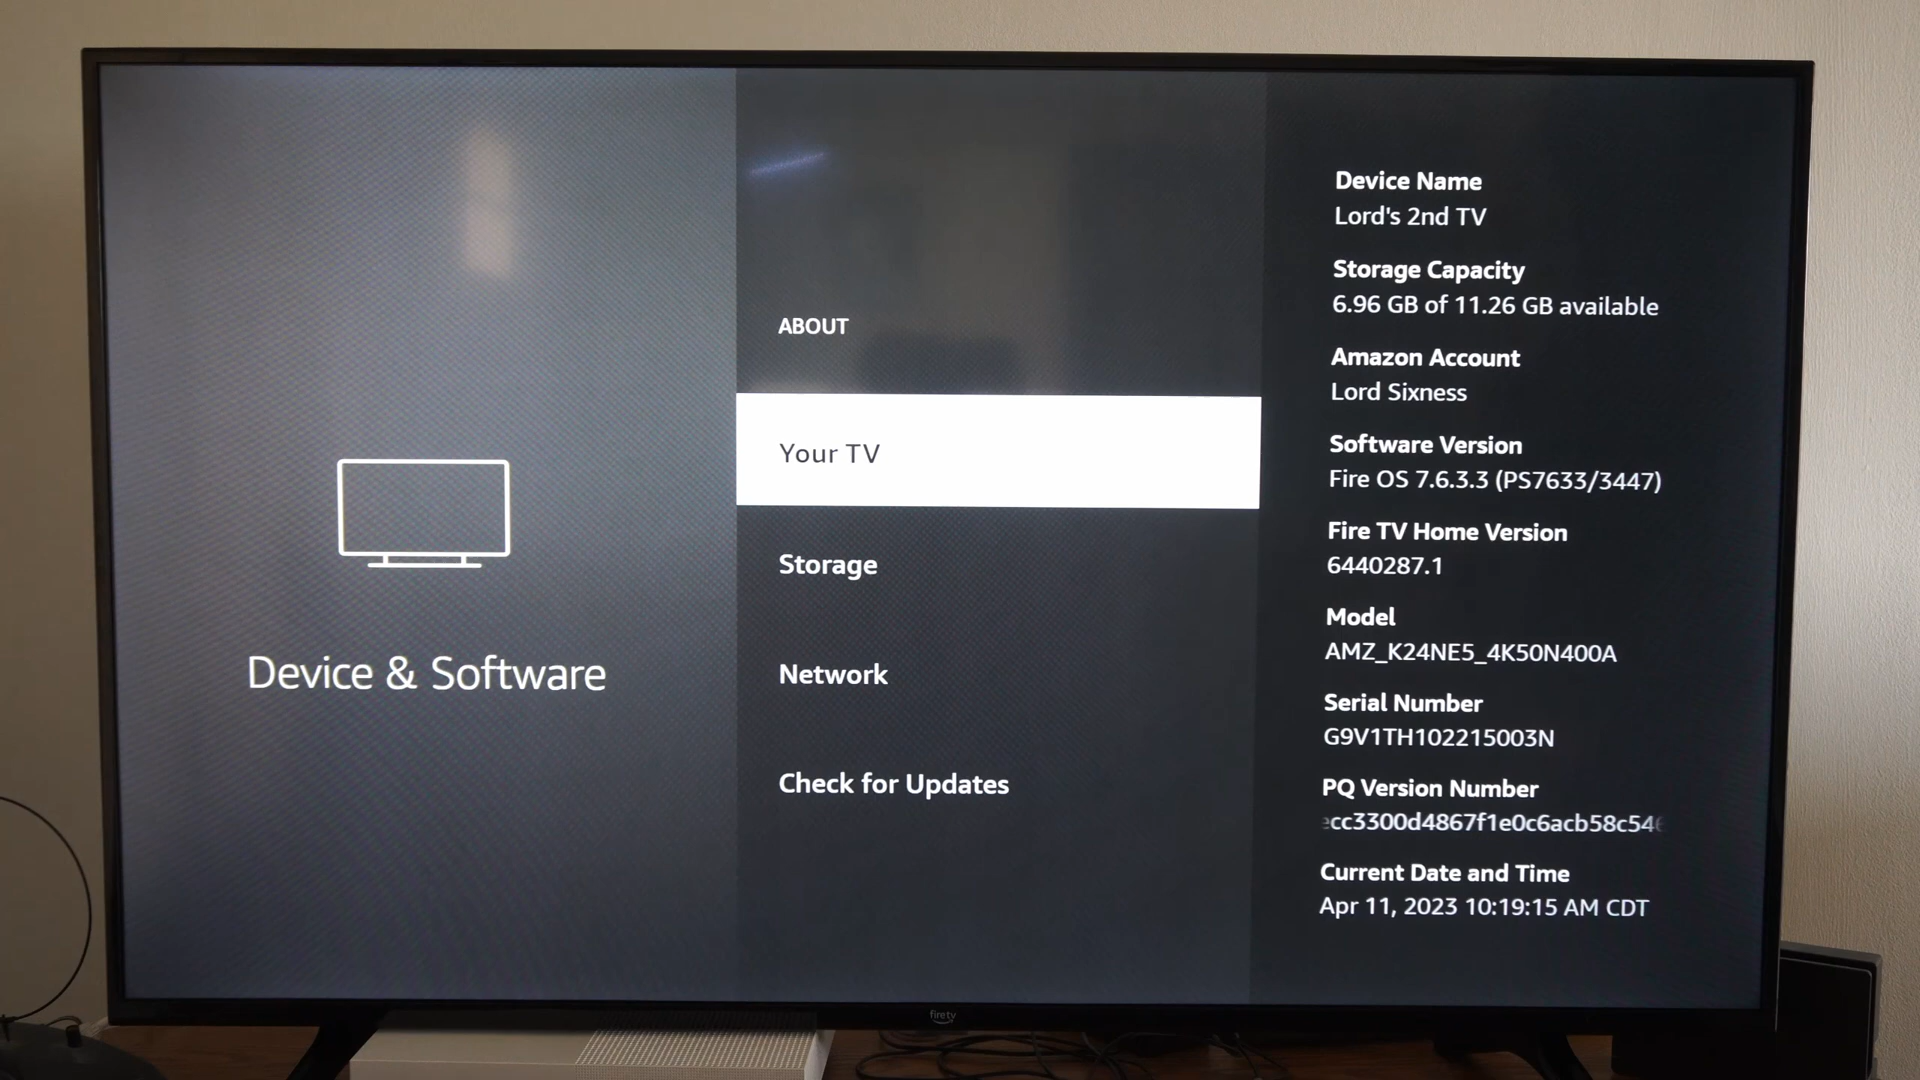 Device & Software
ABOUT
Your TV
Storage
Network
Check for Updates
Device Name
Lord's 2nd TV
Storage Capacity
6.96 GB of 11.26 GB available
Amazon Account
Lord Sixness
Software Version
Fire OS 7.6.3.3 (PS7633/3447)
Fire TV Home Version
6440287.1
Model
AMZ_K24NE5_4K50N400A
Serial Number
G9V1TH102215003N
PQ Version Number
ecc3300d4867f1e0c6acb58c546
Current Date and Time
Apr 11, 2023 10:19:15 AM CDT
firetv